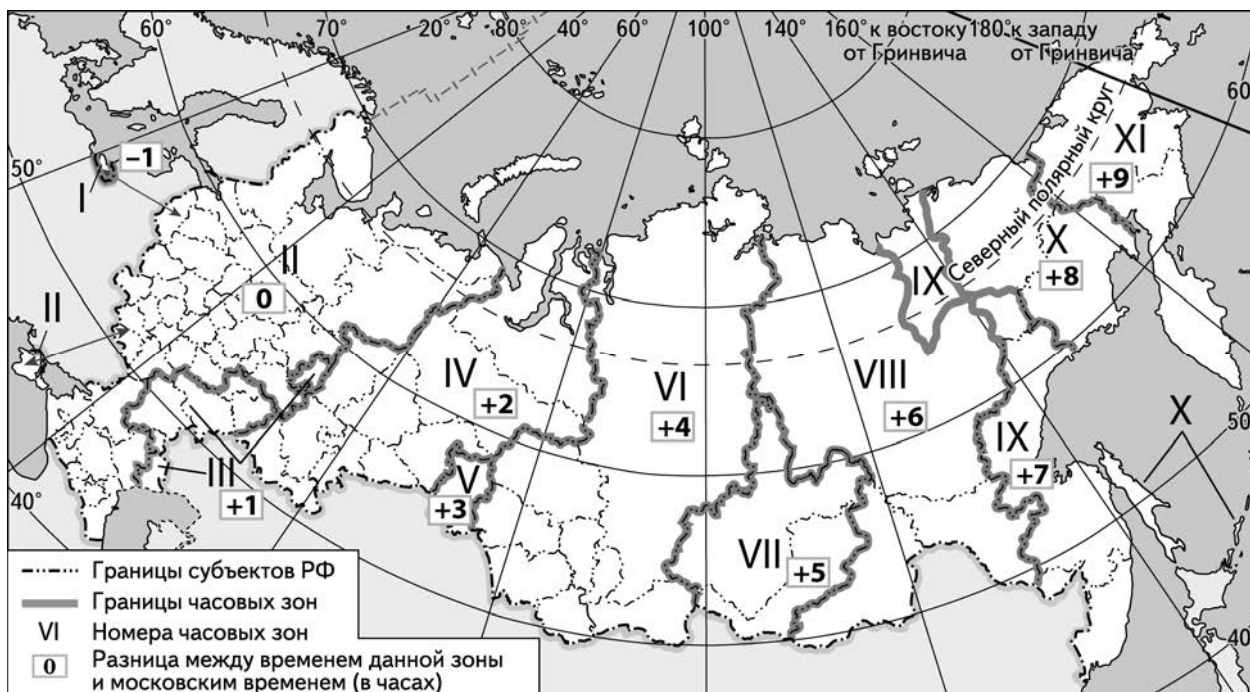 60°
70°
20°
40°
60°
80°
100°
120°
140°
160° к востоку
от Гринвича
180° к западу
от Гринвича
60°
Северный полярный круг
50°
–1
I
XI
+9
X
+8
II
0
IX
II
IV
+2
VI
+4
VIII
+6
50°
X
IX
+7
III
+1
V
+3
40°
VII
+5
40°
Границы субъектов РФ
Границы часовых зон
VI Номера часовых зон
0 Разница между временем данной зоны
и московским временем (в часах)